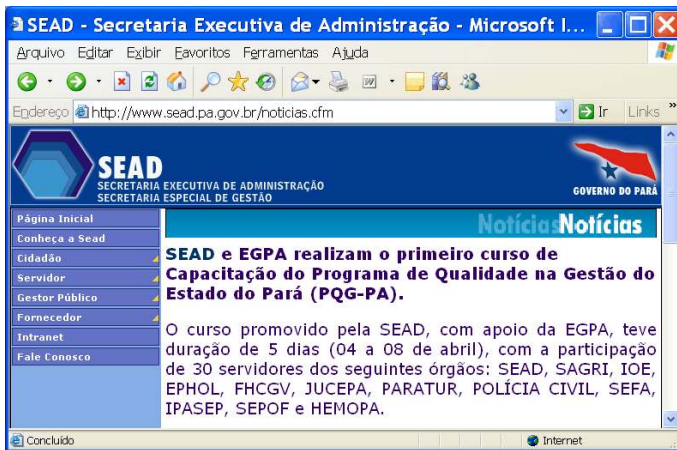 SEAD - Secretaria Executiva de Administração - Microsoft I...
Arquivo Editar Exibir Favoritos Ferramentas Ajuda
Endereço http://www.sead.pa.gov.br/noticias.cfm Ir Links »
SEAD
SECRETARIA EXECUTIVA DE ADMINISTRAÇÃO
SECRETARIA ESPECIAL DE GESTÃO
GOVERNO DO PARÁ
Página Inicial
Conheça a Sead
Cidadão
Servidor
Gestor Público
Fornecedor
Intranet
Fale Conosco
Notícias Notícias
SEAD e EGPA realizam o primeiro curso de
Capacitação do Programa de Qualidade na Gestão do
Estado do Pará (PQG-PA).
O curso promovido pela SEAD, com apoio da EGPA, teve
duração de 5 dias (04 a 08 de abril), com a participação
de 30 servidores dos seguintes órgãos: SEAD, SAGRI, IOE,
EPHOL, FHCGV, JUCEPA, PARATUR, POLÍCIA CIVIL, SEFA,
IPASEP, SEPOF e HEMOPA.
Concluído Internet